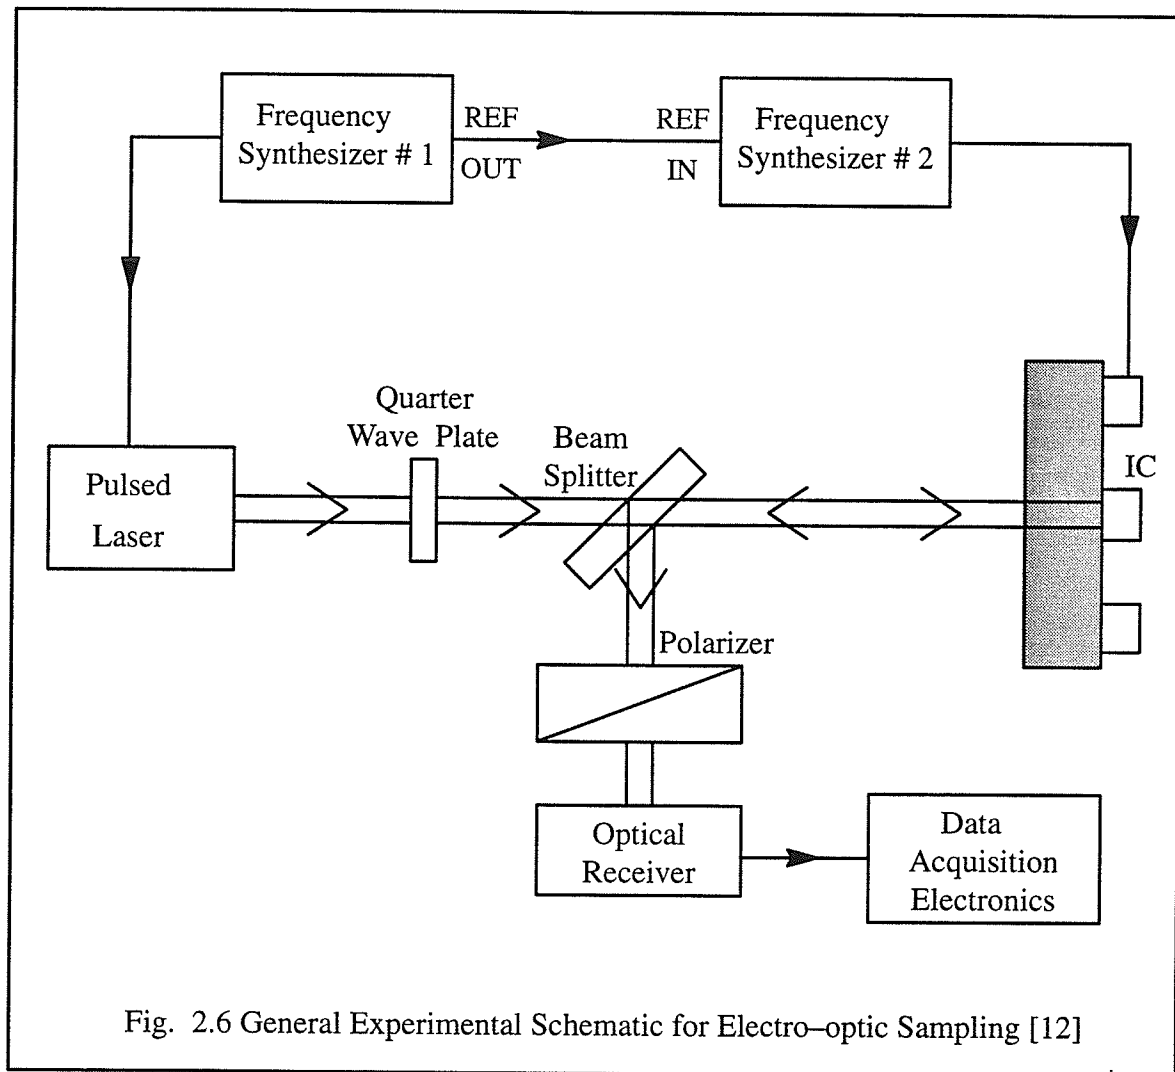 Frequency
Synthesizer # 1
REF
OUT
REF
IN
Frequency
Synthesizer # 2
Quarter
Wave Plate
Beam
Splitter
IC
Pulsed
Laser
Polarizer
Optical
Receiver
Data
Acquisition
Electronics
Fig. 2.6 General Experimental Schematic for Electro–optic Sampling [12]